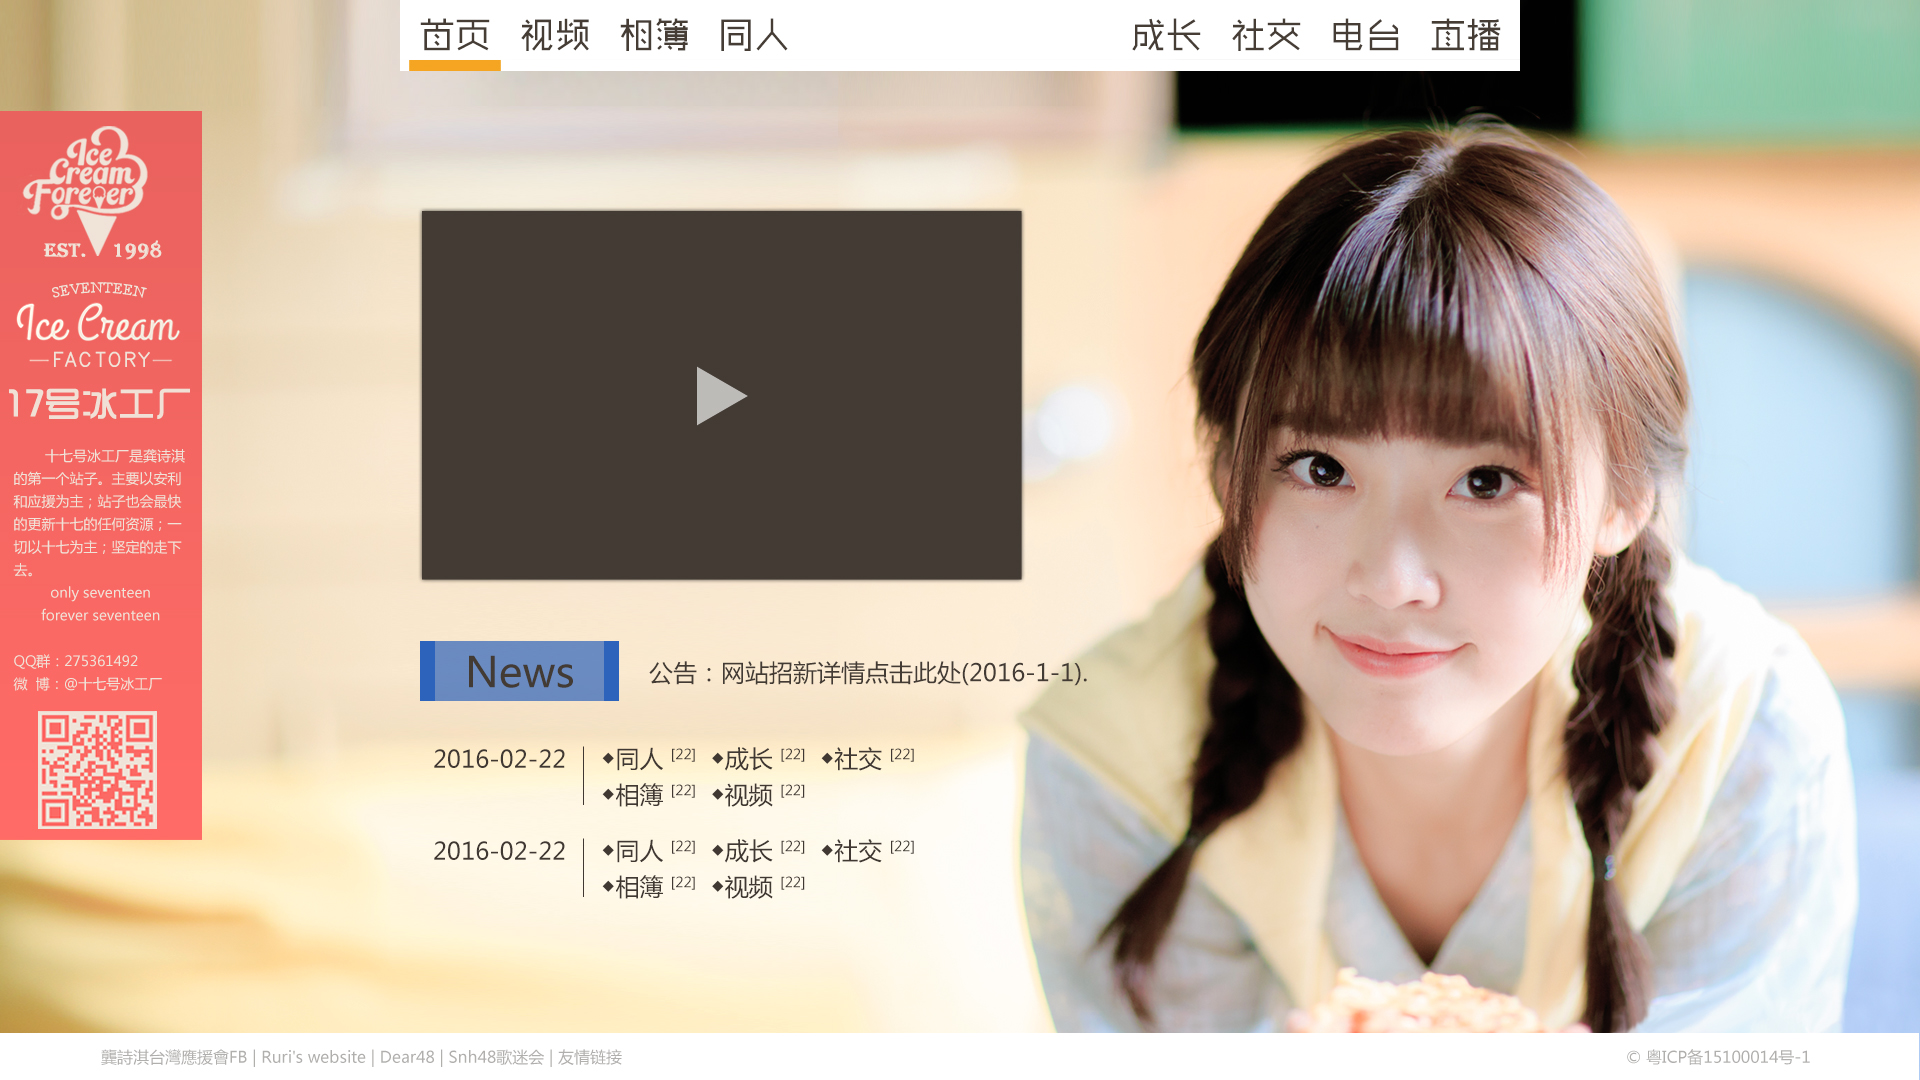 首页 视频 相簿 同人 成长 社交 电台 直播
Ice
Cream
Forever
EST. 1998
SEVENTEEN
Ice Cream
—FACTORY—
17号冰工厂
十七号冰工厂是龚诗淇
的第一个站子。主要以安利
和应援为主；站子也会最快
的更新十七的任何资源；一
切以十七为主；坚定的走下
去。
only seventeen
forever seventeen
QQ群：275361492
微 博：@十七号冰工厂
News 公告：网站招新详情点击此处(2016-1-1).
2016-02-22 ◆同人 [22] ◆成长 [22] ◆社交 [22]
◆相簿 [22] ◆视频 [22]
2016-02-22 ◆同人 [22] ◆成长 [22] ◆社交 [22]
◆相簿 [22] ◆视频 [22]
龔詩淇台灣應援會FB | Ruri's website | Dear48 | Snh48歌迷会 | 友情链接 © 粤ICP备15100014号-1